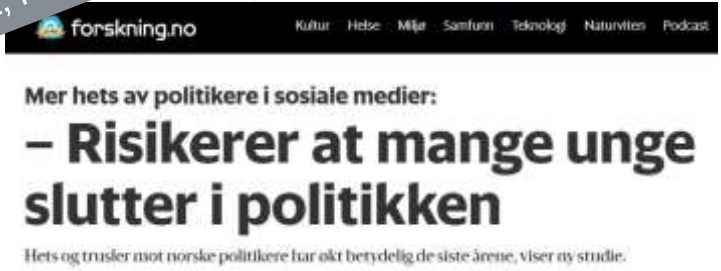 forskning.no
Kultur Helse Miljø Samfunn Teknologi Naturviten Podcast
Mer hets av politikere i sosiale medier:
– Risikerer at mange unge
slutter i politikken
Hets og trusler mot norske politikere har økt betydelig de siste årene, viser ny studie.